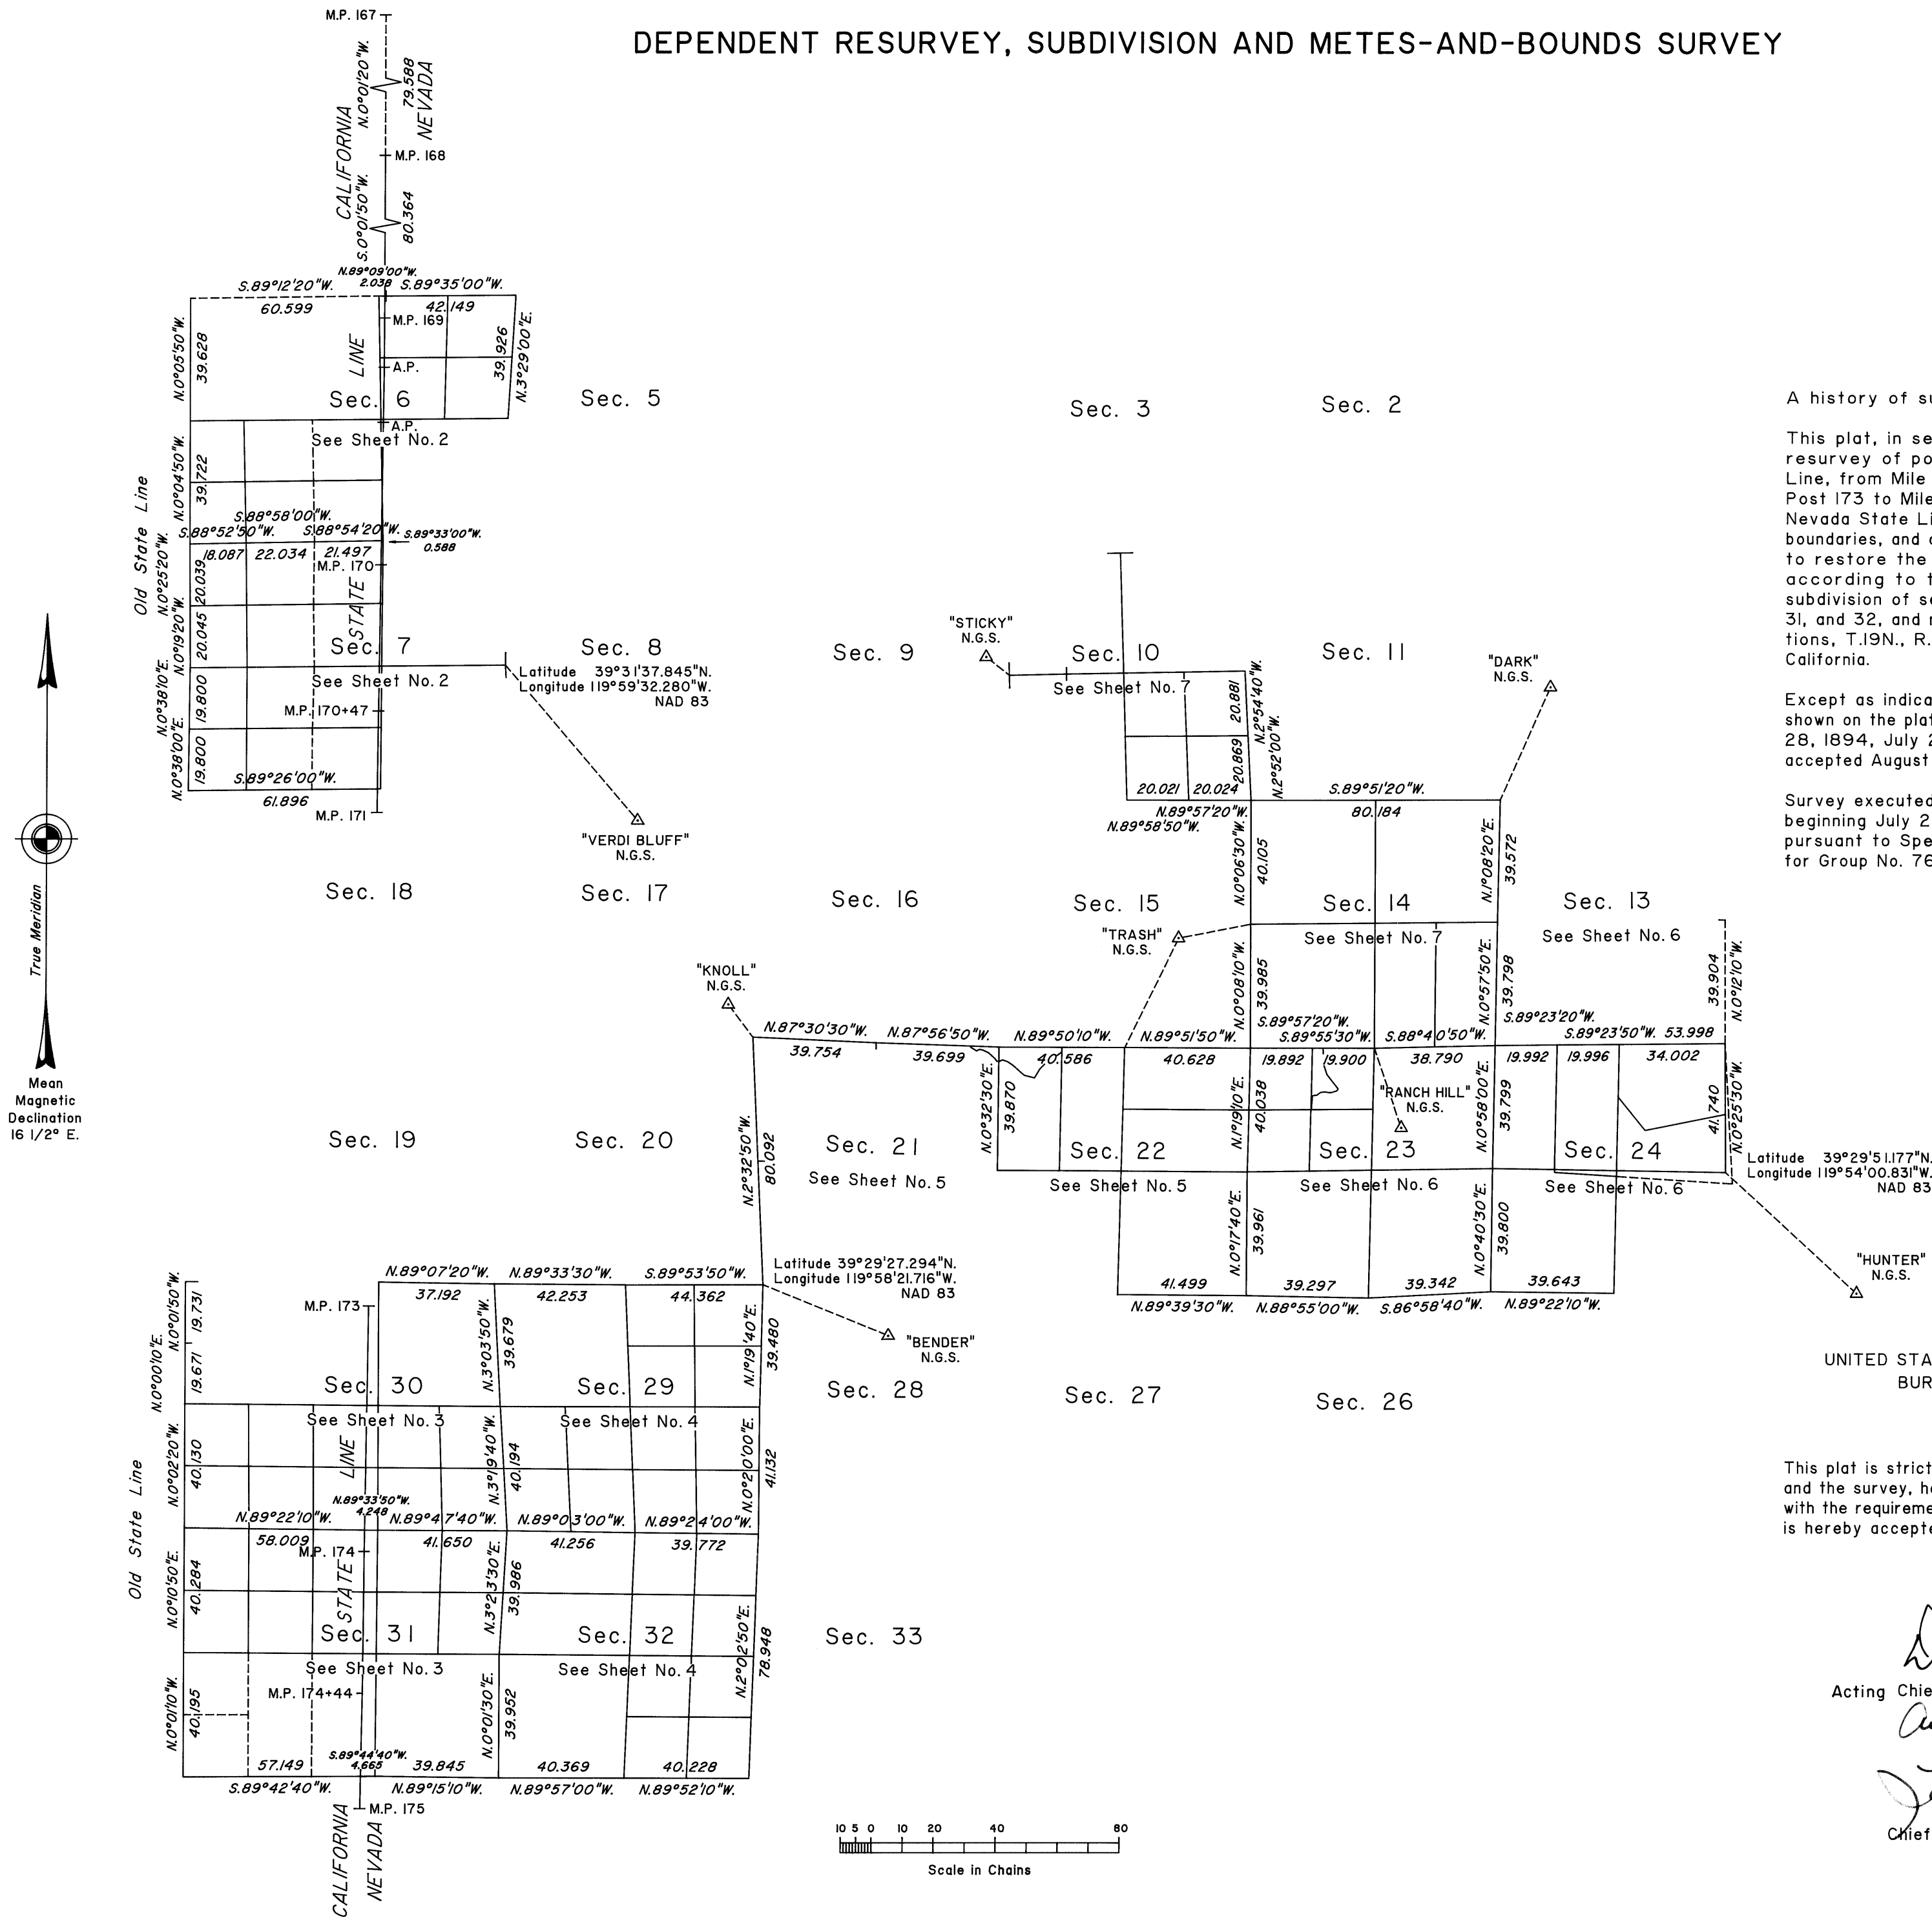 DEPENDENT RESURVEY, SUBDIVISION AND METES-AND-BOUNDS SURVEY
M.P. 167
N.0°01'20"W.
79.588
CALIFORNIA
NEVADA
M.P. 168
S.0°01'50"W.
80.364
N.89°09'00"W.
S.89°12'20"W.
2.038
S.89°35'00"W.
60.599
42.149
M.P. 169
N.0°05'50"W.
39.628
LINE
A.P.
39.926
N.3°29'00"E.
Sec. 6
Sec. 5
Sec. 3
Sec. 2
A.P.
See Sheet No. 2
Old State Line
N.0°04'50"W.
39.722
S.88°58'00"W.
S.88°52'50"W.
S.88°54'20"W.
S.89°33'00"W.
0.588
18.087
22.034
21.497
M.P. 170
N.0°25'20"W.
20.039
N.0°19'20"W.
20.045
STATE
Sec. 7
Sec. 8
Sec. 9
Sec. 10
Sec. 11
See Sheet No. 2
Latitude 39°31'37.845"N.
Longitude 119°59'32.280"W.
NAD 83
N.0°38'10"E.
19.800
M.P. 170+47
N.0°38'00"E.
19.800
S.89°26'00"W.
61.896
M.P. 171
"VERDI BLUFF"
N.G.S.
"STICKY"
N.G.S.
See Sheet No. 7
20.881
N.2°54'40"W.
20.869
N.2°52'00"W.
"DARK"
N.G.S.
20.021
20.024
S.89°51'20"W.
N.89°57'20"W.
80.184
N.89°58'50"W.
N.0°06'30"W.
40.105
N.1°08'20"E.
39.572
Sec. 18
Sec. 17
Sec. 16
Sec. 15
Sec. 14
Sec. 13
"TRASH"
N.G.S.
See Sheet No. 7
See Sheet No. 6
True Meridian
Mean
Magnetic
Declination
16 1/2° E.
"KNOLL"
N.G.S.
N.0°08'10"W.
39.985
N.0°57'50"E.
39.798
39.904
N.0°12'10"W.
N.87°30'30"W.
N.87°56'50"W.
N.89°50'10"W.
N.89°51'50"W.
S.89°57'20"W.
S.89°55'30"W.
S.88°40'50"W.
S.89°23'20"W.
S.89°23'50"W. 53.998
39.754
39.699
40.586
40.628
19.892
19.900
38.790
19.992
19.996
34.002
N.0°32'30"E.
39.870
N.1°19'10"E.
40.038
"RANCH HILL"
N.G.S.
N.0°58'00"E.
39.799
41.740
N.0°25'30"W.
Sec. 19
Sec. 20
N.2°32'50"W.
80.092
Sec. 21
Sec. 22
Sec. 23
Sec. 24
See Sheet No. 5
See Sheet No. 5
See Sheet No. 6
See Sheet No. 6
Latitude 39°29'51.177"N.
Longitude 119°54'00.831"W.
NAD 83
N.0°17'40"E.
39.961
N.0°40'30"E.
39.800
"HUNTER"
N.G.S.
41.499
39.297
39.342
39.643
N.89°39'30"W.
N.88°55'00"W.
S.86°58'40"W.
N.89°22'10"W.
Latitude 39°29'27.294"N.
Longitude 119°58'21.716"W.
NAD 83
"BENDER"
N.G.S.
N.89°07'20"W.
N.89°33'30"W.
S.89°53'50"W.
37.192
42.253
44.362
M.P. 173
N.0°01'50"W.
19.731
N.0°00'10"E.
19.671
N.3°03'50"W.
39.679
N.1°19'40"E.
39.480
Sec. 30
Sec. 29
Sec. 28
Sec. 27
Sec. 26
See Sheet No. 3
See Sheet No. 4
Old State Line
N.0°02'20"W.
40.130
LINE
N.3°19'40"W.
40.194
N.0°20'00"E.
41.132
N.89°33'50"W.
4.248
N.89°22'10"W.
N.89°47'40"W.
N.89°03'00"W.
N.89°24'00"W.
58.009
M.P. 174
41.650
41.256
39.772
N.0°10'50"E.
40.284
STATE
N.3°23'30"E.
39.986
Sec. 31
Sec. 32
Sec. 33
See Sheet No. 3
See Sheet No. 4
N.2°02'50"E.
78.948
M.P. 174+44
N.0°01'10"W.
40.195
N.0°01'30"E.
39.952
S.89°44'40"W.
57.149
4.665
39.845
40.369
40.228
S.89°42'40"W.
N.89°15'10"W.
N.89°57'00"W.
N.89°52'10"W.
M.P. 175
CALIFORNIA
NEVADA
10 5 0 10 20 40 80
Scale in Chains
A history of su
This plat, in se
resurvey of po
Line, from Mile
Post 173 to Mile
Nevada State Li
boundaries, and
to restore the
according to t
subdivision of se
31, and 32, and
tions, T.19N., R.
California.
Except as indica
shown on the plat
28, 1894, July 2
accepted August
Survey executed
beginning July 2
pursuant to Spe
for Group No. 76
UNITED STA
BUR
This plat is strict
and the survey, ha
with the requireme
is hereby accepte
Acting Chie
Chief